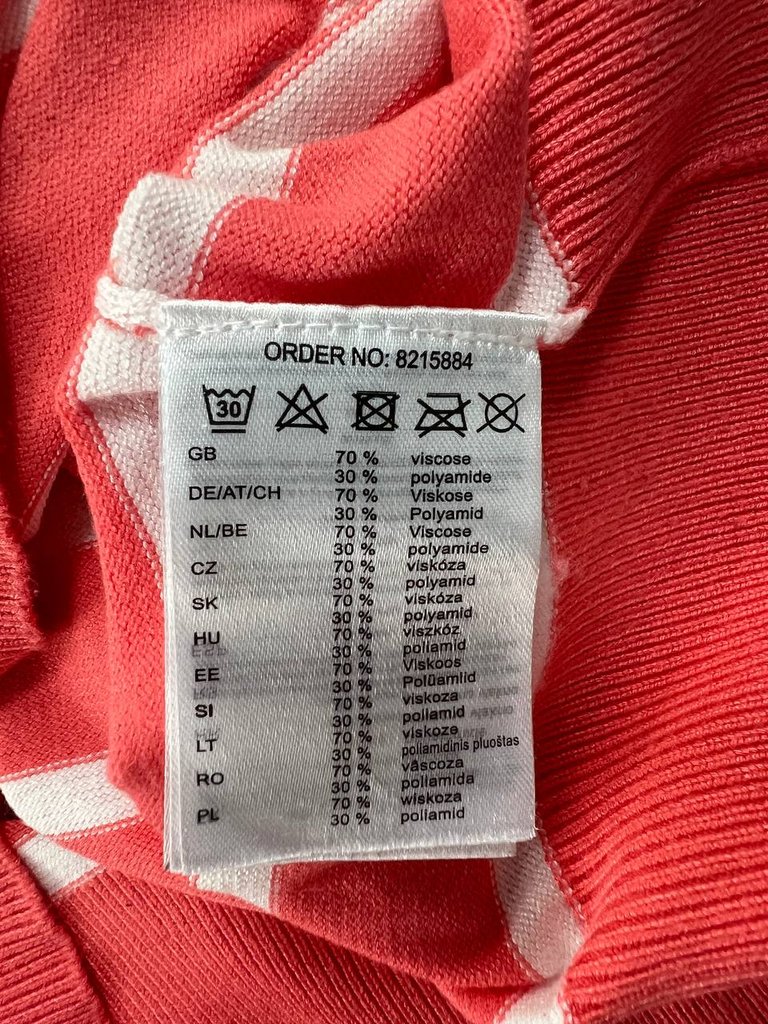 ORDER NO: 8215884
30
GB 70 % viscose
30 % polyamide
DE/AT/CH 70 % Viskose
30 % Polyamid
NL/BE 70 % Viscose
30 % polyamide
CZ 70 % viskóza
30 % polyamid
SK 70 % viskóza
30 % polyamid
HU 70 % viszkóz
30 % poliamid
EE 70 % Viskoos
30 % Polüamiid
SI 70 % viskoza
30 % poliamid
LT 70 % viskoze
30 % poliamidinis pluoštas
RO 70 % vâscoza
30 % poliamida
PL 70 % wiskoza
30 % poliamid